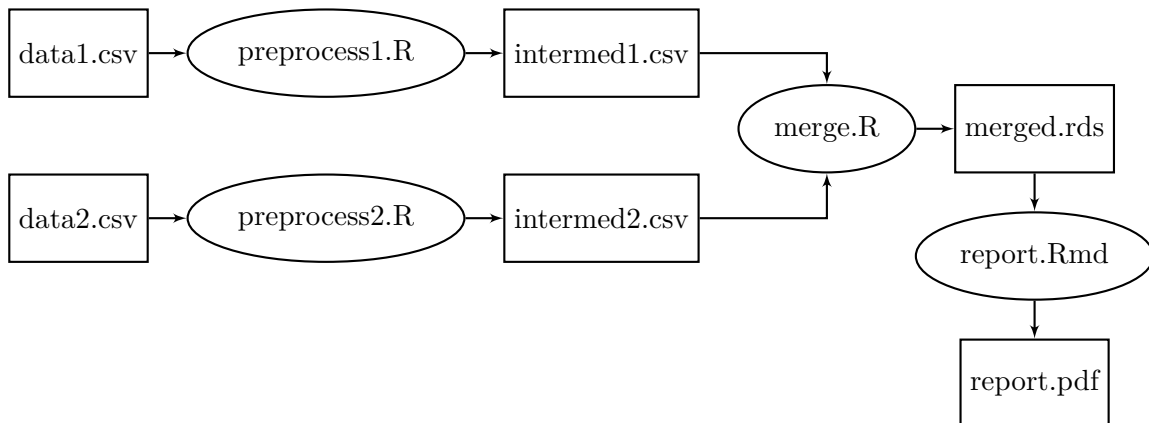 data1.csv
preprocess1.R
intermed1.csv
merge.R
merged.rds
data2.csv
preprocess2.R
intermed2.csv
report.Rmd
report.pdf